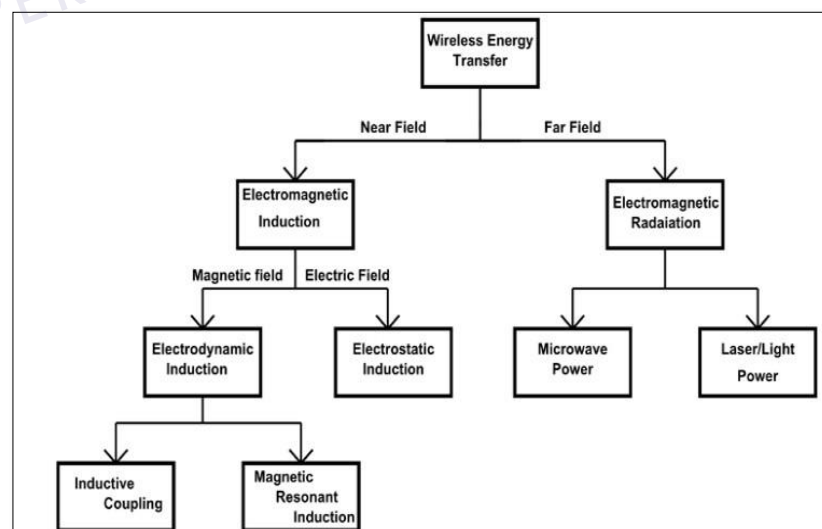 Wireless Energy
Transfer
Near Field
Far Field
Electromagnetic
Induction
Electromagnetic
Radaiation
Magnetic field
Electric Field
Electrodynamic
Induction
Electrostatic
Induction
Microwave
Power
Laser/Light
Power
Inductive
Coupling
Magnetic
Resonant
Induction